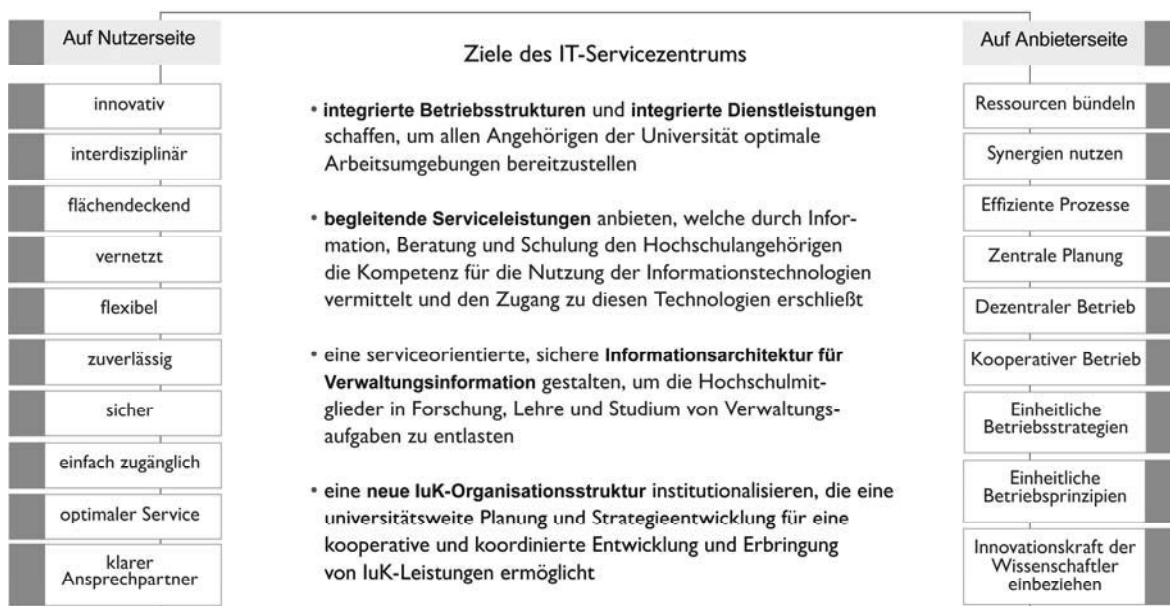 Auf Nutzerseite
innovativ
interdisziplinär
flächendeckend
vernetzt
flexibel
zuverlässig
sicher
einfach zugänglich
optimaler Service
klarer
Ansprechpartner
Ziele des IT-Servicezentrums
• integrierte Betriebsstrukturen und integrierte Dienstleistungen
schaffen, um allen Angehörigen der Universität optimale
Arbeitsumgebungen bereitzustellen
• begleitende Serviceleistungen anbieten, welche durch Infor-
mation, Beratung und Schulung den Hochschulangehörigen
die Kompetenz für die Nutzung der Informationstechnologien
vermittelt und den Zugang zu diesen Technologien erschließt
• eine serviceorientierte, sichere Informationsarchitektur für
Verwaltungsinformation gestalten, um die Hochschulmit-
glieder in Forschung, Lehre und Studium von Verwaltungs-
aufgaben zu entlasten
• eine neue IuK-Organisationsstruktur institutionalisieren, die eine
universitätsweite Planung und Strategieentwicklung für eine
kooperative und koordinierte Entwicklung und Erbringung
von IuK-Leistungen ermöglicht
Auf Anbieterseite
Ressourcen bündeln
Synergien nutzen
Effiziente Prozesse
Zentrale Planung
Dezentraler Betrieb
Kooperativer Betrieb
Einheitliche
Betriebsstrategien
Einheitliche
Betriebsprinzipien
Innovationskraft der
Wissenschaftler
einbeziehen